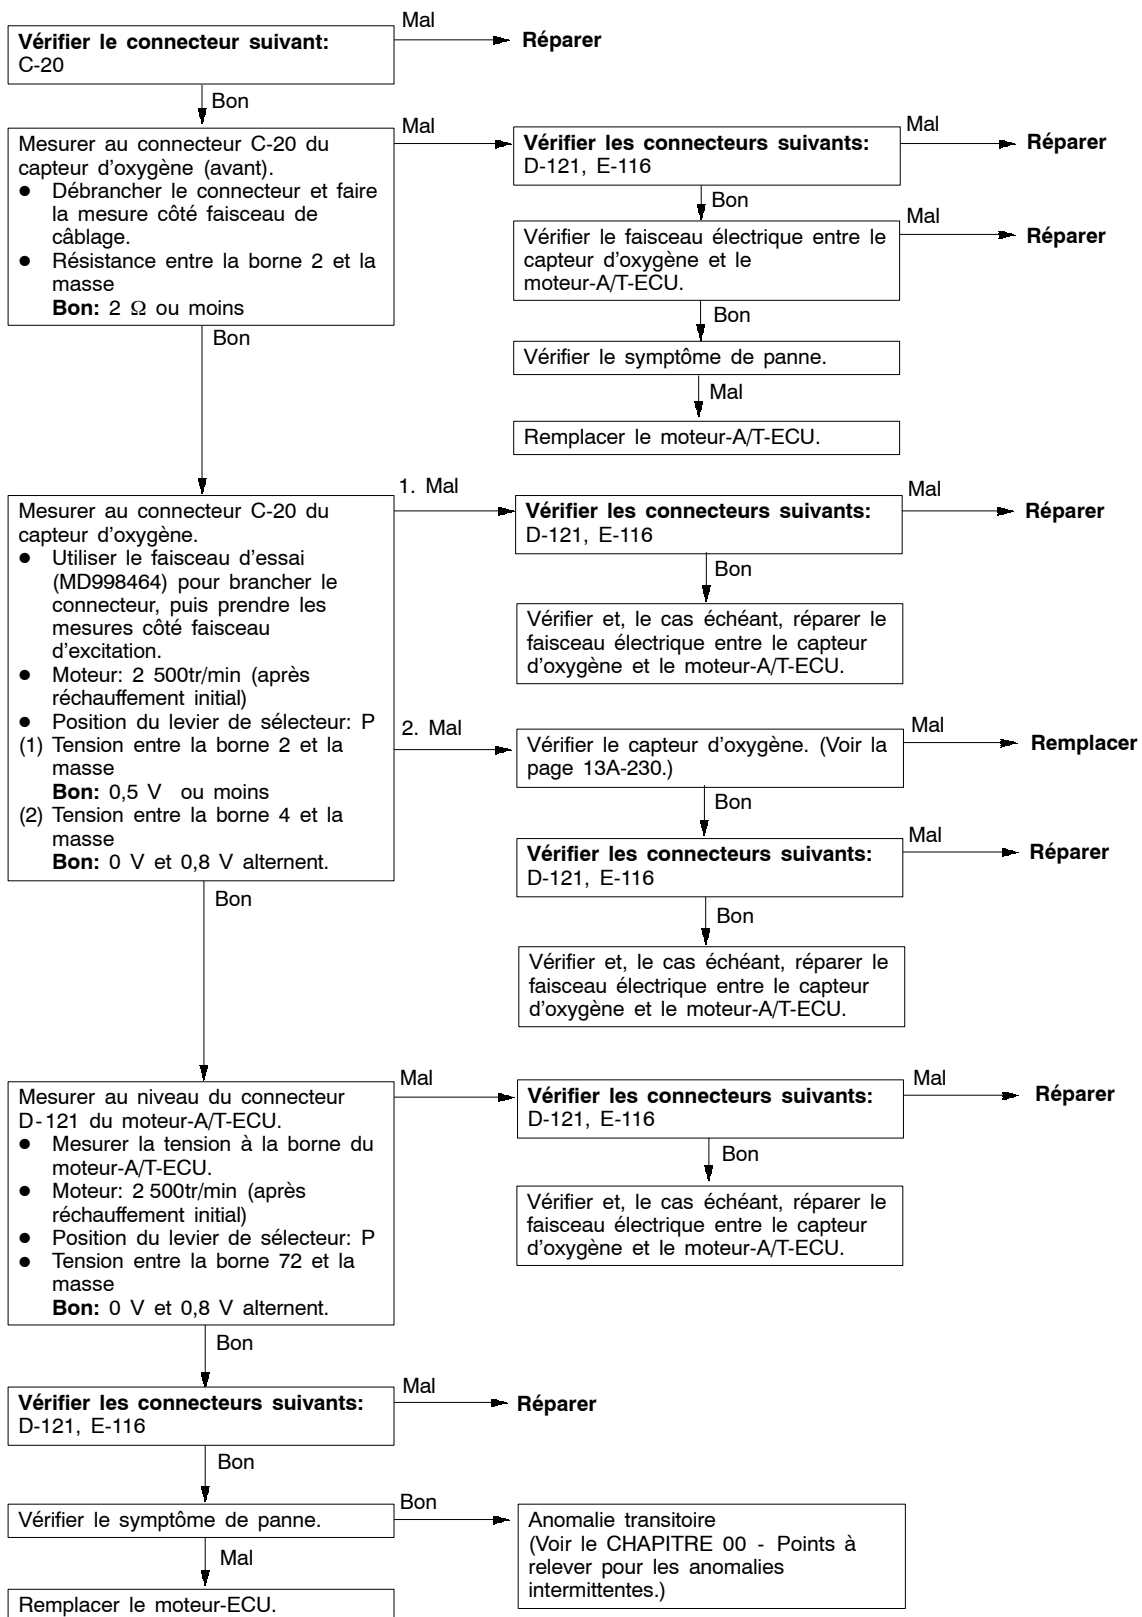 Vérifier le connecteur suivant:
C-20
Mal
Réparer
Bon
Mesurer au connecteur C-20 du
capteur d'oxygène (avant).
● Débrancher le connecteur et faire
la mesure côté faisceau de
câblage.
● Résistance entre la borne 2 et la
masse
Bon: 2 Ω ou moins
Mal
Vérifier les connecteurs suivants:
D-121, E-116
Mal
Réparer
Bon
Vérifier le faisceau électrique entre le
capteur d'oxygène et le
moteur-A/T-ECU.
Mal
Réparer
Bon
Vérifier le symptôme de panne.
Mal
Remplacer le moteur-A/T-ECU.
Bon
Mesurer au connecteur C-20 du
capteur d'oxygène.
● Utiliser le faisceau d'essai
(MD998464) pour brancher le
connecteur, puis prendre les
mesures côté faisceau
d'excitation.
● Moteur: 2 500tr/min (après
réchauffement initial)
● Position du levier de sélecteur: P
(1) Tension entre la borne 2 et la
masse
Bon: 0,5 V ou moins
(2) Tension entre la borne 4 et la
masse
Bon: 0 V et 0,8 V alternent.
1. Mal
Vérifier les connecteurs suivants:
D-121, E-116
Mal
Réparer
Bon
Vérifier et, le cas échéant, réparer le
faisceau électrique entre le capteur
d'oxygène et le moteur-A/T-ECU.
2. Mal
Vérifier le capteur d'oxygène. (Voir la
page 13A-230.)
Mal
Remplacer
Bon
Vérifier les connecteurs suivants:
D-121, E-116
Mal
Réparer
Bon
Vérifier et, le cas échéant, réparer le
faisceau électrique entre le capteur
d'oxygène et le moteur-A/T-ECU.
Bon
Mesurer au niveau du connecteur
D-121 du moteur-A/T-ECU.
● Mesurer la tension à la borne du
moteur-A/T-ECU.
● Moteur: 2 500tr/min (après
réchauffement initial)
● Position du levier de sélecteur: P
● Tension entre la borne 72 et la
masse
Bon: 0 V et 0,8 V alternent.
Mal
Vérifier les connecteurs suivants:
D-121, E-116
Mal
Réparer
Bon
Vérifier et, le cas échéant, réparer le
faisceau électrique entre le capteur
d'oxygène et le moteur-A/T-ECU.
Bon
Vérifier les connecteurs suivants:
D-121, E-116
Mal
Réparer
Bon
Vérifier le symptôme de panne.
Bon
Anomalie transitoire
(Voir le CHAPITRE 00 - Points à
relever pour les anomalies
intermittentes.)
Mal
Remplacer le moteur-ECU.